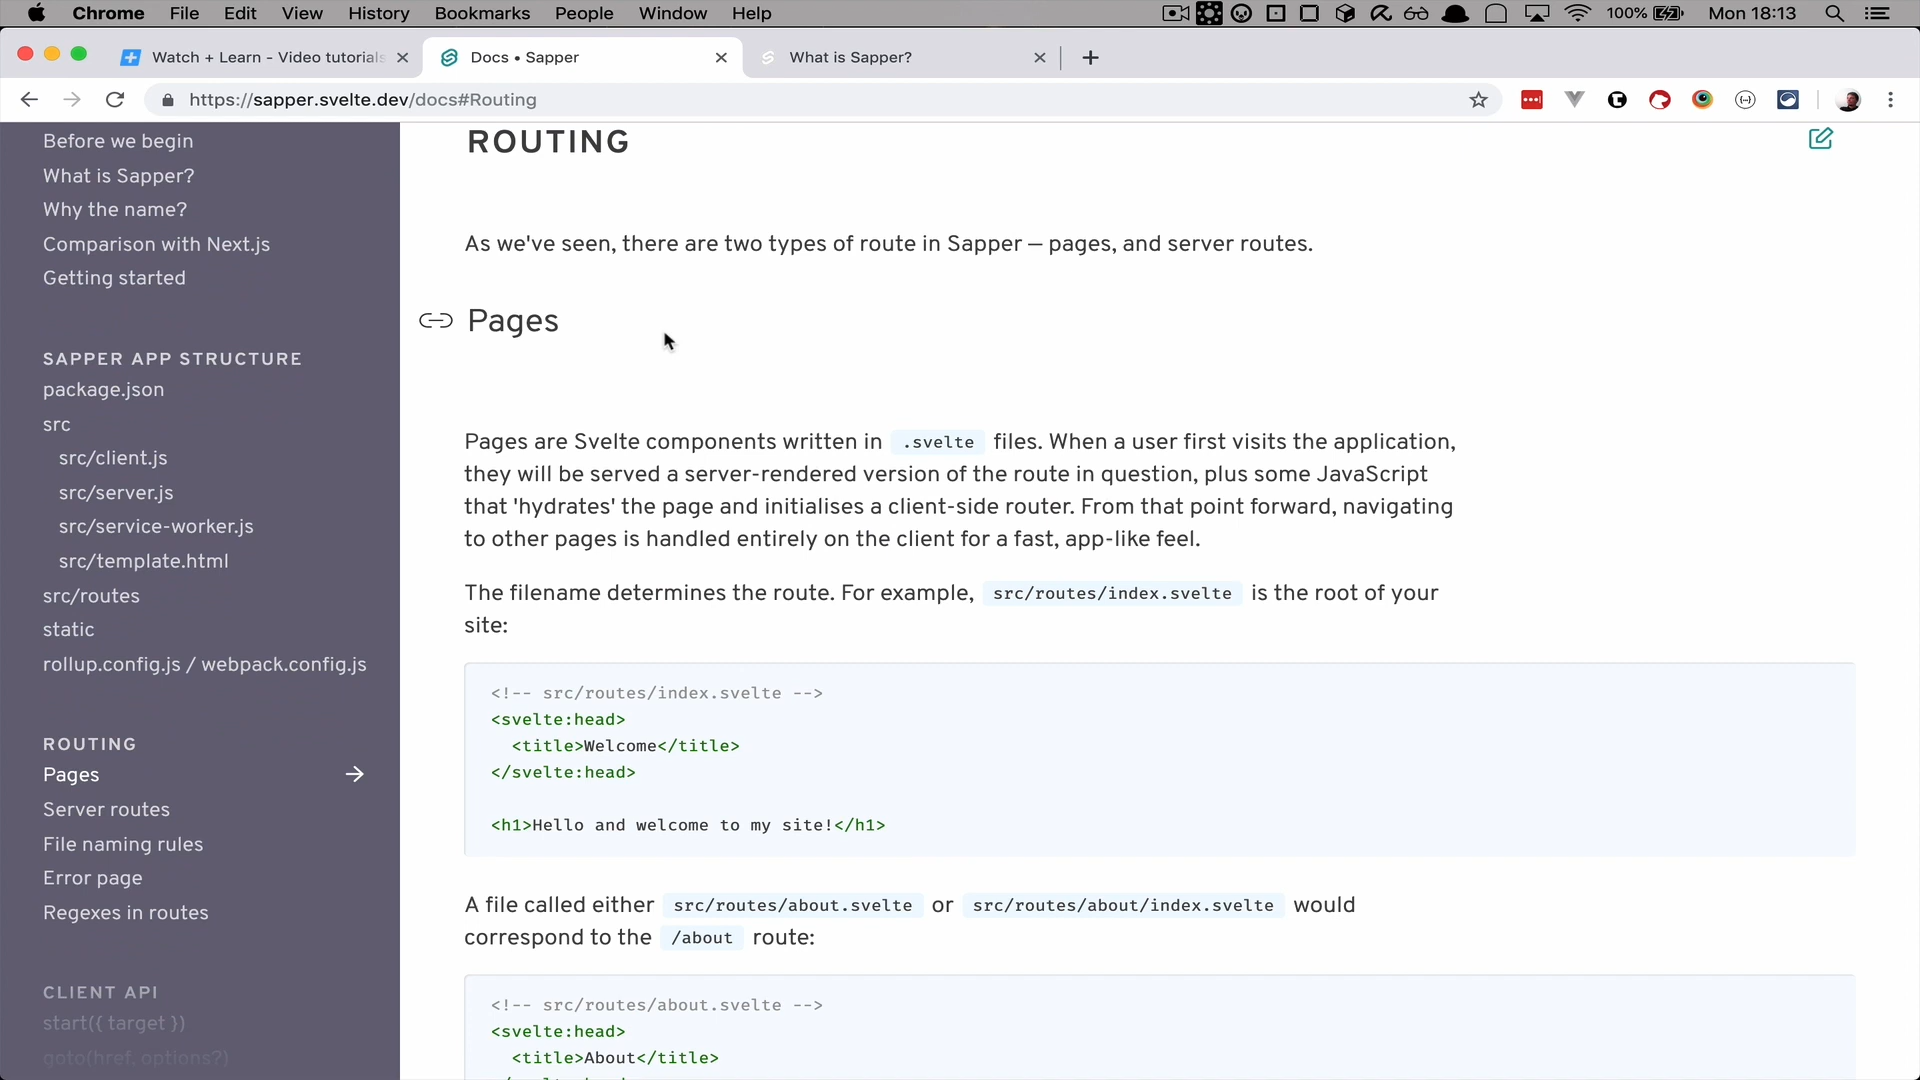 Chrome File Edit View History Bookmarks People Window Help 100% Mon 18:13
Watch + Learn - Video tutorials Docs • Sapper What is Sapper?
https://sapper.svelte.dev/docs#Routing
Before we begin
What is Sapper?
Why the name?
Comparison with Next.js
Getting started
SAPPER APP STRUCTURE
package.json
src
src/client.js
src/server.js
src/service-worker.js
src/template.html
src/routes
static
rollup.config.js / webpack.config.js
ROUTING
Pages
Server routes
File naming rules
Error page
Regexes in routes
CLIENT API
start({ target })
goto(href, options?)
ROUTING
As we've seen, there are two types of route in Sapper — pages, and server routes.
Pages
Pages are Svelte components written in .svelte files. When a user first visits the application,
they will be served a server-rendered version of the route in question, plus some JavaScript
that 'hydrates' the page and initialises a client-side router. From that point forward, navigating
to other pages is handled entirely on the client for a fast, app-like feel.
The filename determines the route. For example, src/routes/index.svelte is the root of your
site:
<!-- src/routes/index.svelte -->
<svelte:head>
<title>Welcome</title>
</svelte:head>
<h1>Hello and welcome to my site!</h1>
A file called either src/routes/about.svelte or src/routes/about/index.svelte would
correspond to the /about route:
<!-- src/routes/about.svelte -->
<svelte:head>
<title>About</title>